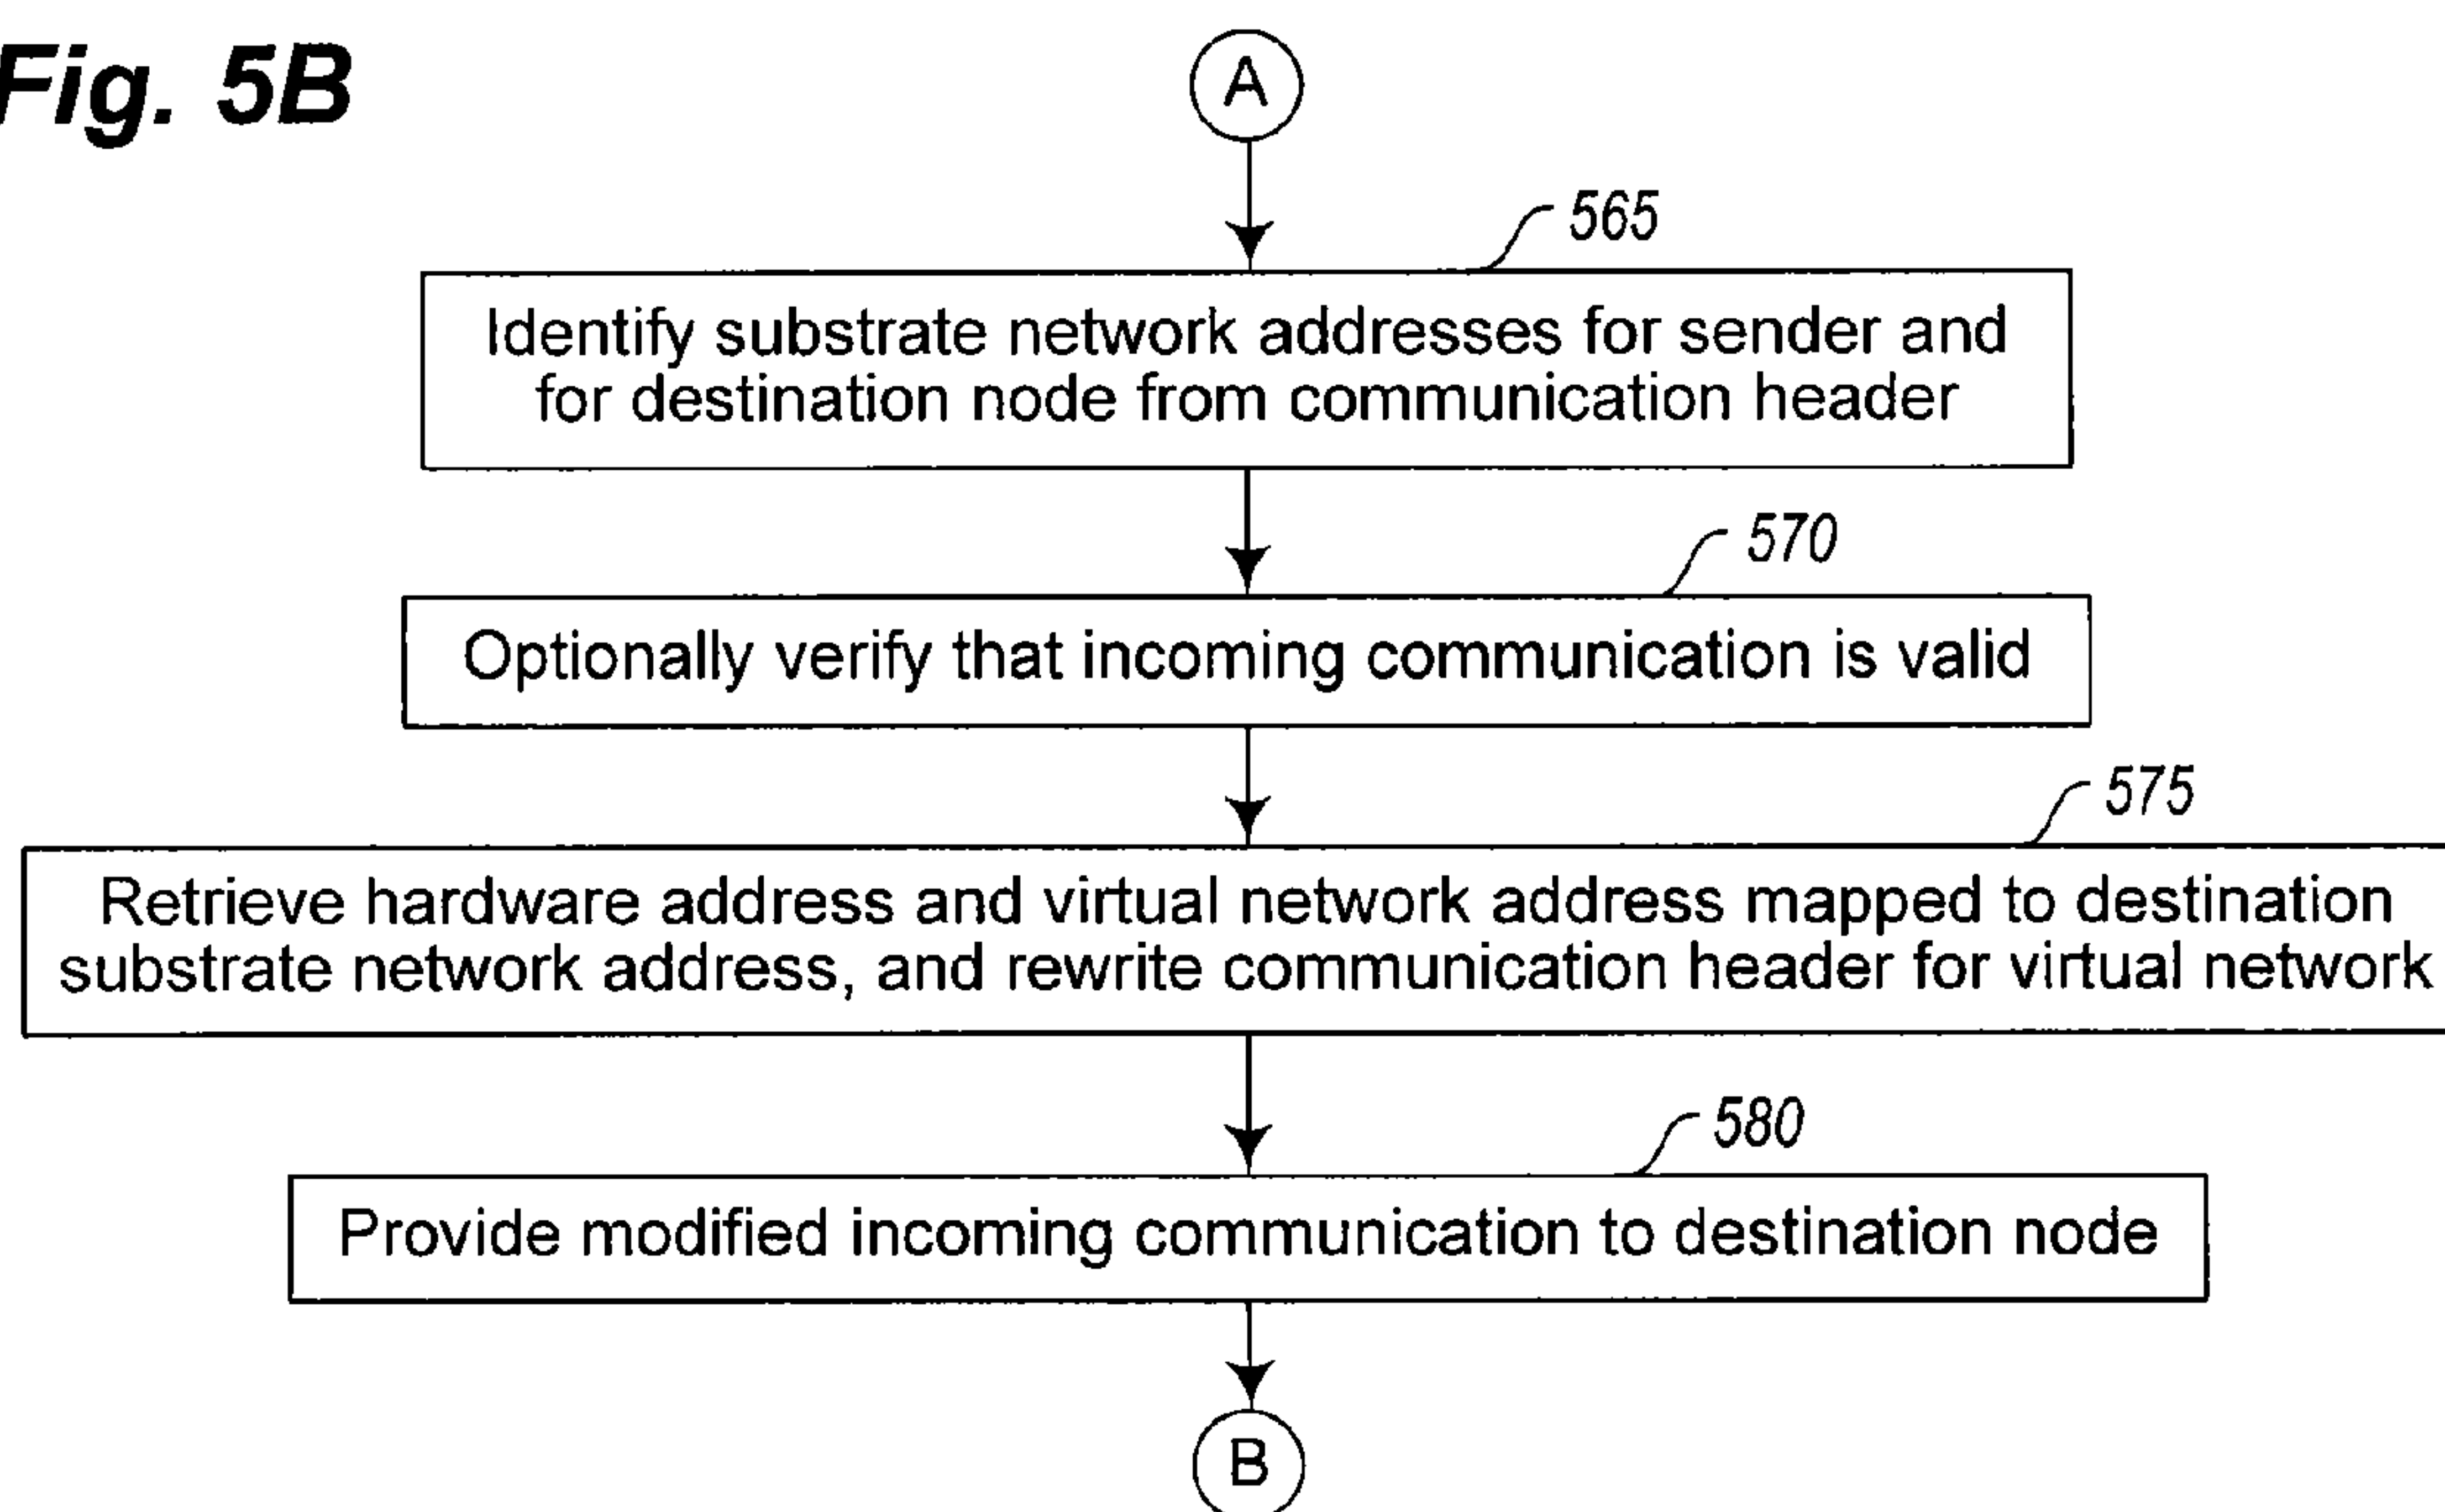 Fig. 5B
A
565
Identify substrate network addresses for sender and
for destination node from communication header
570
Optionally verify that incoming communication is valid
575
Retrieve hardware address and virtual network address mapped to destination
substrate network address, and rewrite communication header for virtual network
580
Provide modified incoming communication to destination node
B